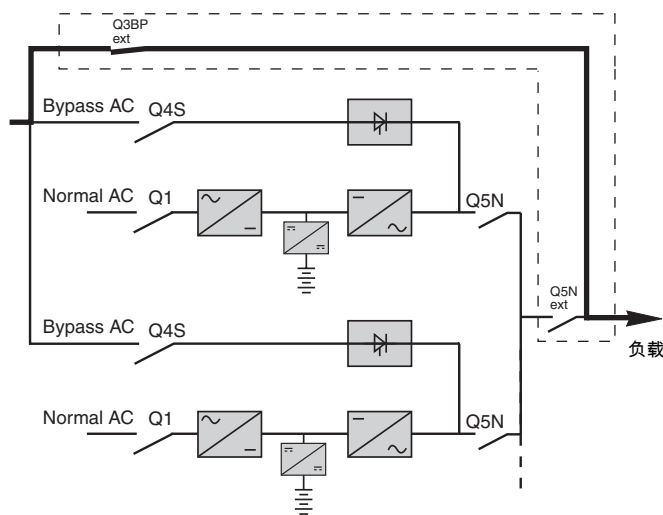 Q3BP
ext
Bypass AC Q4S
Normal AC Q1
Q5N
Q5N
ext
Bypass AC Q4S
负载
Normal AC Q1
Q5N